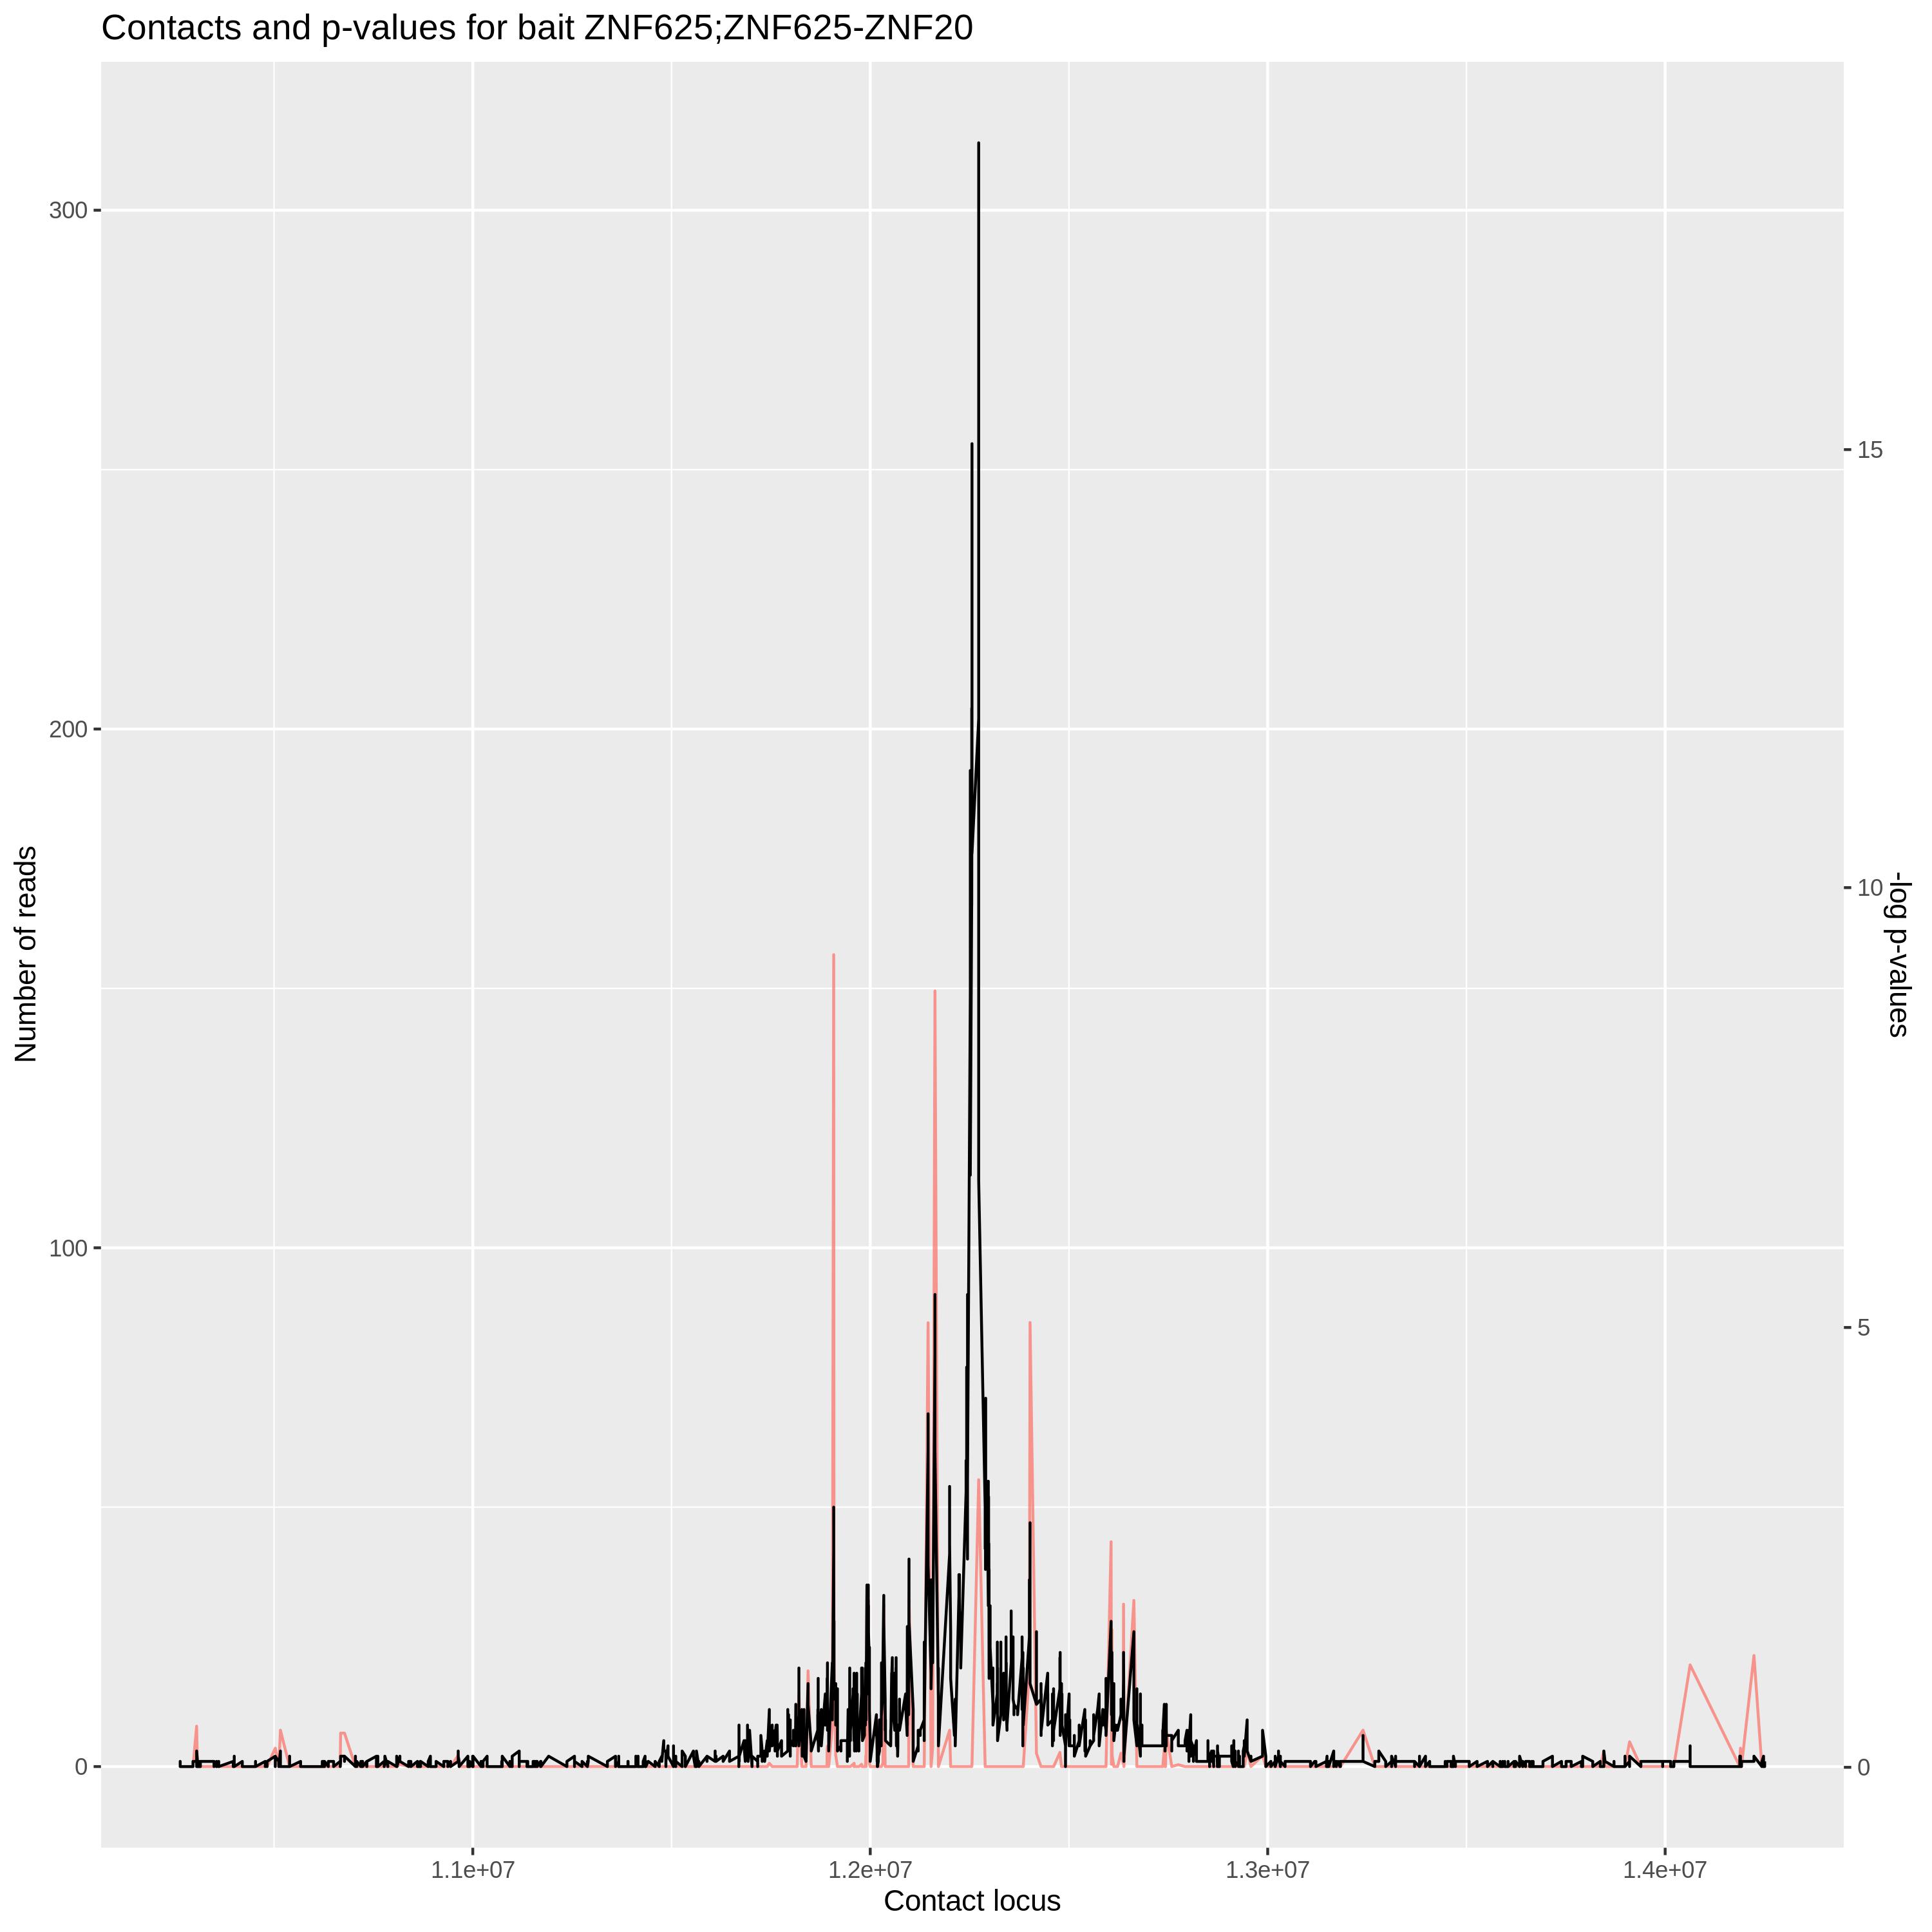 Contacts and p-values for bait ZNF625;ZNF625-ZNF20
300
200
100
0
Number of reads
15
10
5
0
-log p-values
1.1e+07
1.2e+07
1.3e+07
1.4e+07
Contact locus